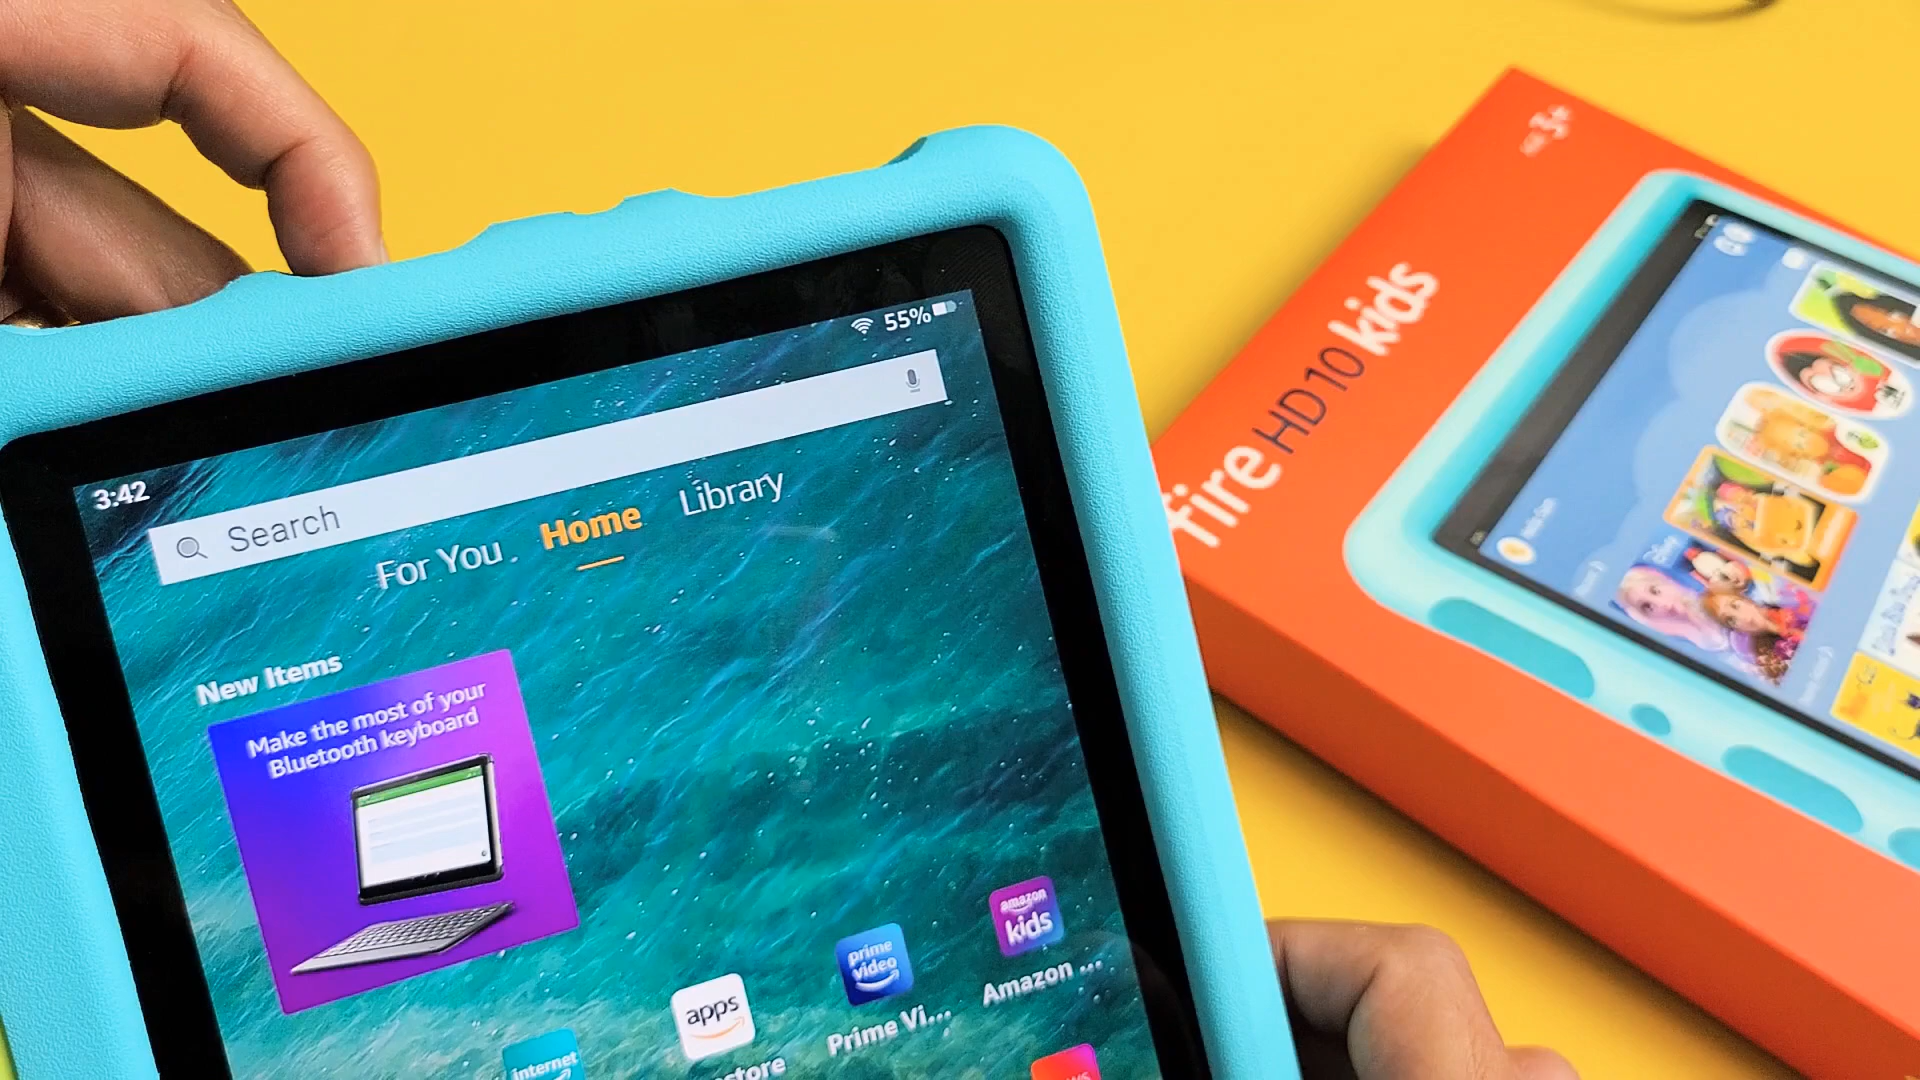 3:42
55%
Search
For You
Home
Library
New Items
Make the most of your
Bluetooth keyboard
amazon
kids
Amazon ...
prime
video
Prime Vi...
apps
internet
fire HD10 kids
3+